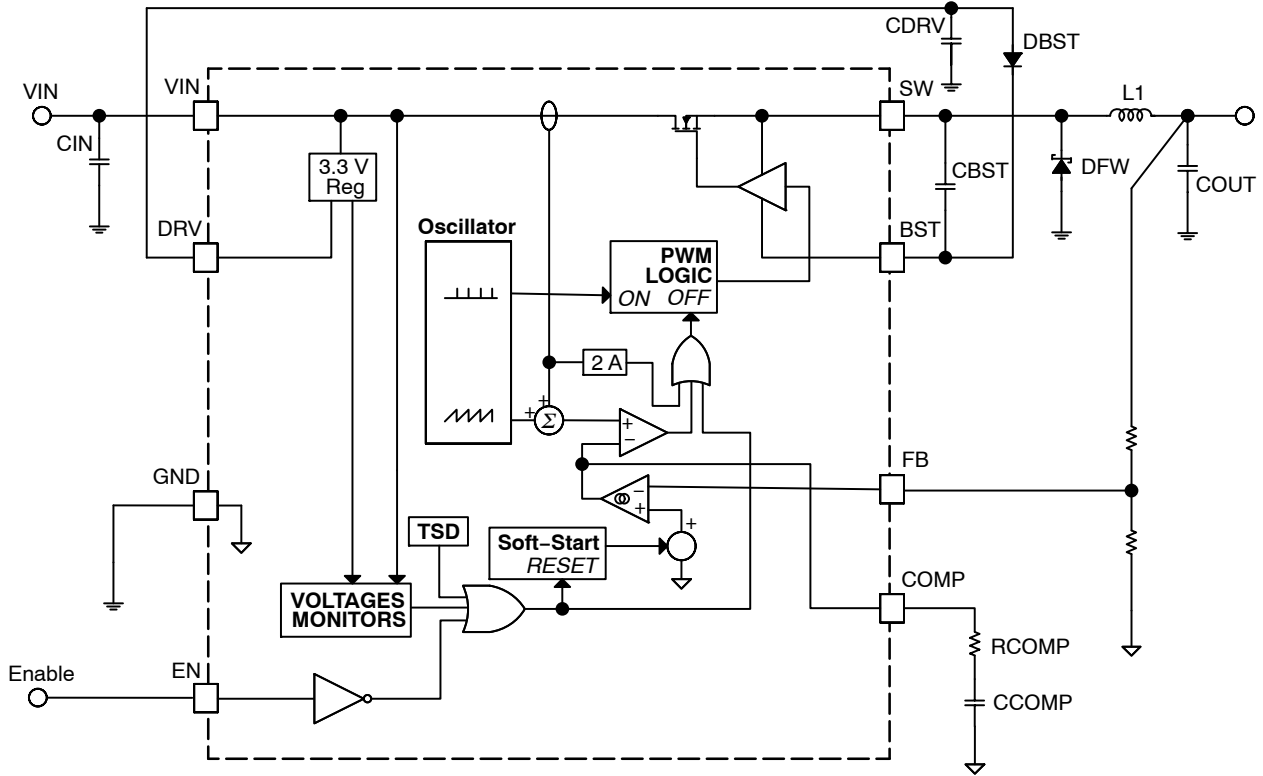 CDRV
DBST
VIN
VIN
SW
L1
CIN
3.3 V
Reg
CBST
DFW
COUT
DRV
Oscillator
BST
PWM
LOGIC
ON OFF
2 A
+
+
Σ
+
−
GND
FB
−
+
+
TSD
Soft−Start
RESET
COMP
VOLTAGES
MONITORS
RCOMP
Enable
EN
CCOMP